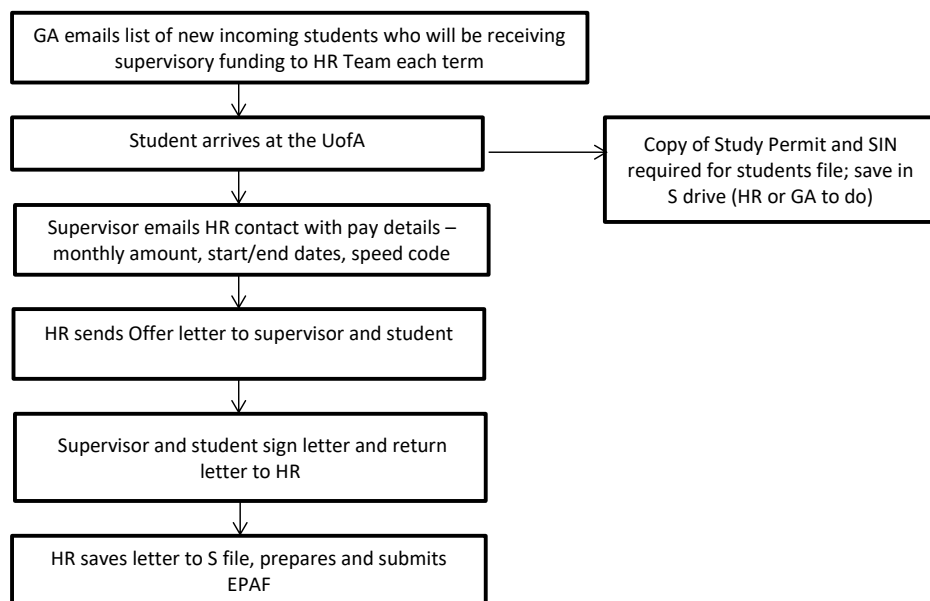 GA emails list of new incoming students who will be receiving
supervisory funding to HR Team each term
Student arrives at the UofA
Copy of Study Permit and SIN
required for students file; save in
S drive (HR or GA to do)
Supervisor emails HR contact with pay details –
monthly amount, start/end dates, speed code
HR sends Offer letter to supervisor and student
Supervisor and student sign letter and return
letter to HR
HR saves letter to S file, prepares and submits
EPAF